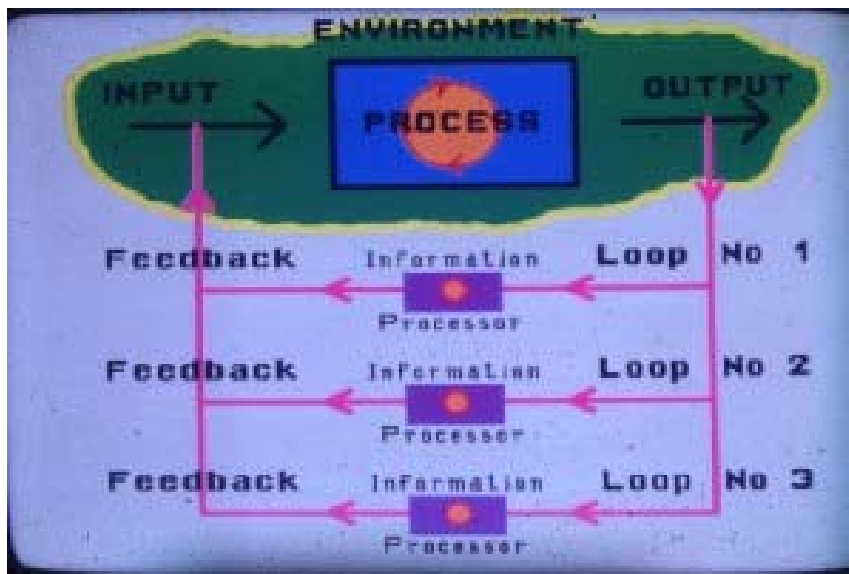 ENVIRONMENT
INPUT
PROCESS
OUTPUT
Feedback Information Loop No 1
Processor
Feedback Information Loop No 2
Processor
Feedback Information Loop No 3
Processor